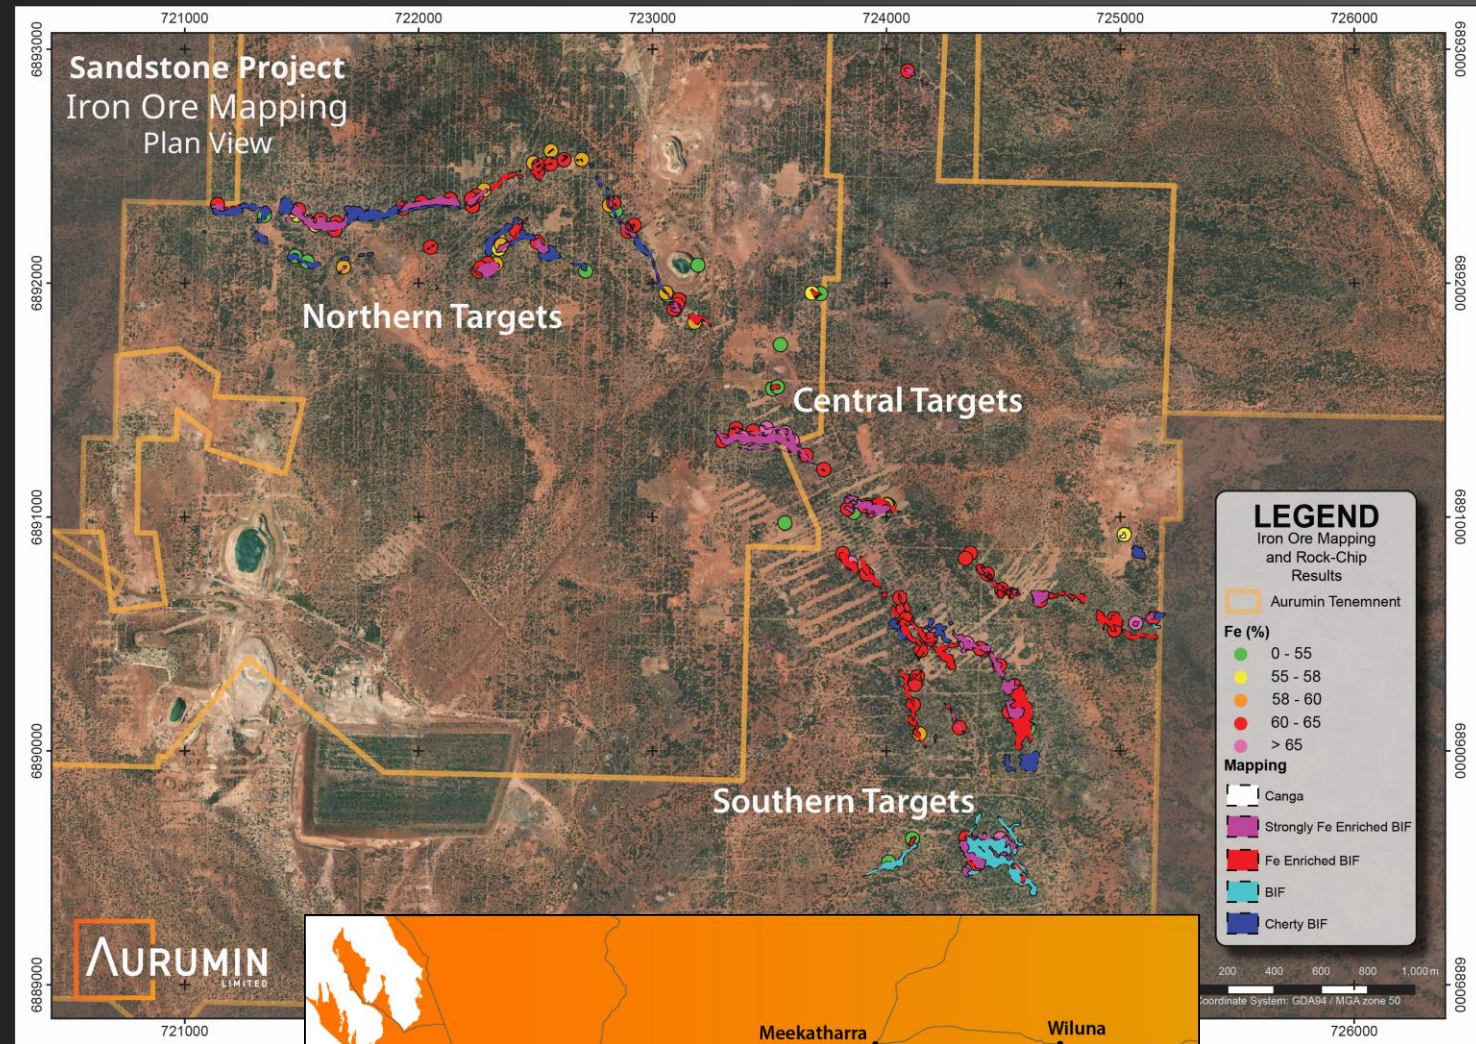 721000 722000 723000 724000 725000 726000
6893000
6893000
Sandstone Project
Iron Ore Mapping
Plan View
6892000
6892000
Northern Targets
Central Targets
6891000
6891000
LEGEND
Iron Ore Mapping
and Rock-Chip
Results
Aurumin Tenemnent
Fe (%)
0 - 55
55 - 58
58 - 60
60 - 65
> 65
Mapping
Canga
Strongly Fe Enriched BIF
Fe Enriched BIF
BIF
Cherty BIF
6890000
6890000
Southern Targets
AURUMIN
LIMITED
6889000
6889000
200 400 600 800 1,000 m
Coordinate System: GDA94 / MGA zone 50
721000
726000
Meekatharra
Wiluna